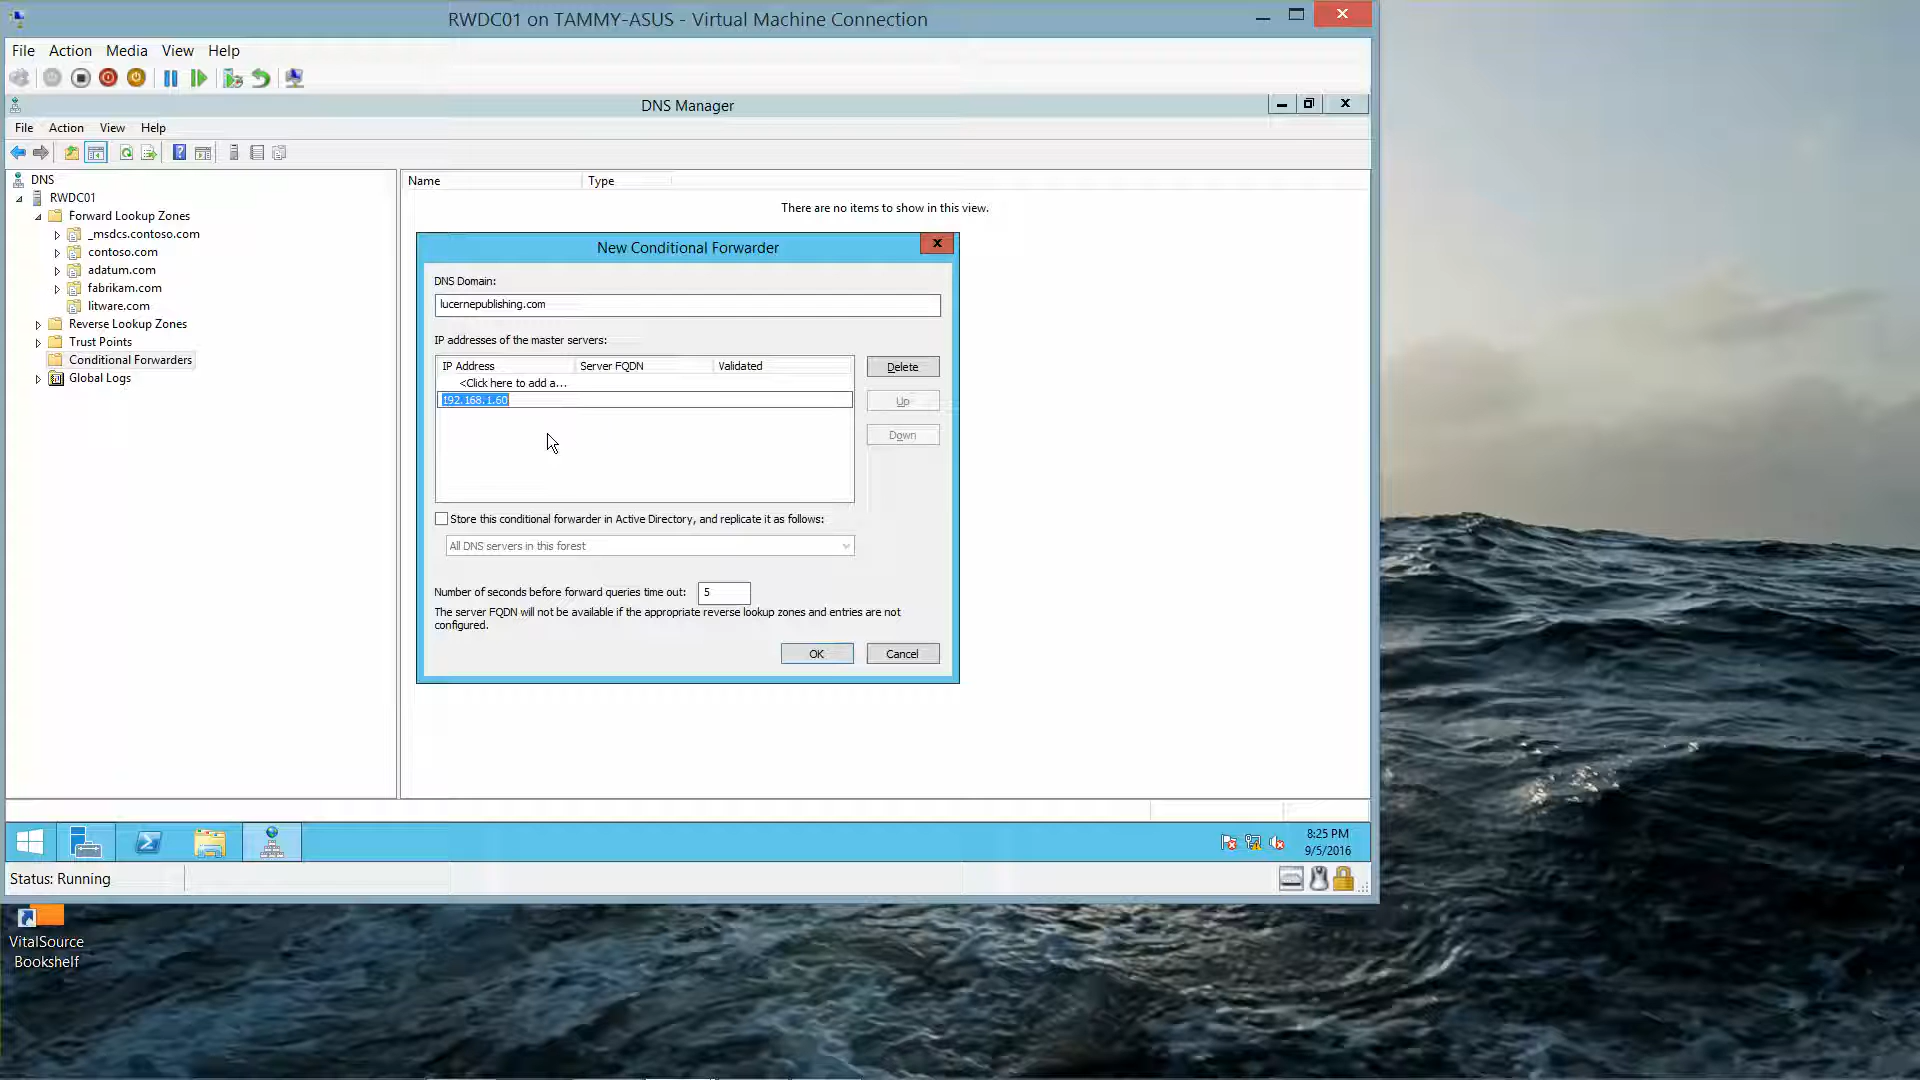 RWDC01 on TAMMY-ASUS - Virtual Machine Connection
File Action Media View Help
DNS Manager
File Action View Help
DNS
RWDC01
Forward Lookup Zones
_msdcs.contoso.com
contoso.com
adatum.com
fabrikam.com
litware.com
Reverse Lookup Zones
Trust Points
Conditional Forwarders
Global Logs
Name Type
There are no items to show in this view.
New Conditional Forwarder
DNS Domain:
lucernepublishing.com
IP addresses of the master servers:
IP Address Server FQDN Validated
<Click here to add a...
192.168.1.60
Delete
Up
Down
Store this conditional forwarder in Active Directory, and replicate it as follows:
All DNS servers in this forest
Number of seconds before forward queries time out: 5
The server FQDN will not be available if the appropriate reverse lookup zones and entries are not
configured.
OK Cancel
8:25 PM
9/5/2016
Status: Running
VitalSource
Bookshelf